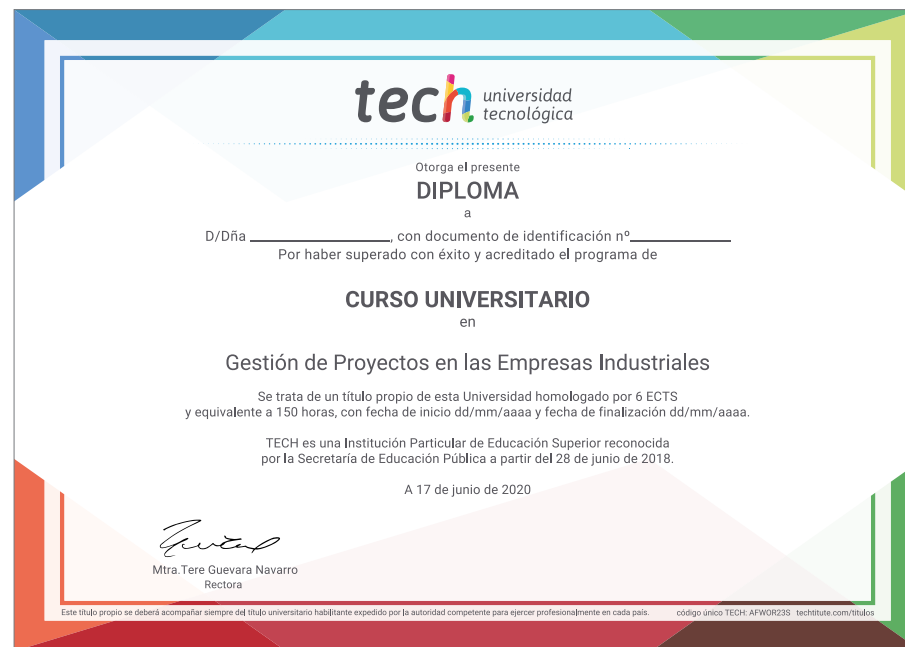 tech universidad
tecnológica
Otorga el presente
DIPLOMA
a
D/Dña ____________________, con documento de identificación nº______________
Por haber superado con éxito y acreditado el programa de
CURSO UNIVERSITARIO
en
Gestión de Proyectos en las Empresas Industriales
Se trata de un título propio de esta Universidad homologado por 6 ECTS
y equivalente a 150 horas, con fecha de inicio dd/mm/aaaa y fecha de finalización dd/mm/aaaa.
TECH es una Institución Particular de Educación Superior reconocida
por la Secretaría de Educación Pública a partir del 28 de junio de 2018.
A 17 de junio de 2020
Mtra.Tere Guevara Navarro
Rectora
Este título propio se deberá acompañar siempre del título universitario habilitante expedido por la autoridad competente para ejercer profesionalmente en cada país. código único TECH: AFWOR23S techtitute.com/titulos